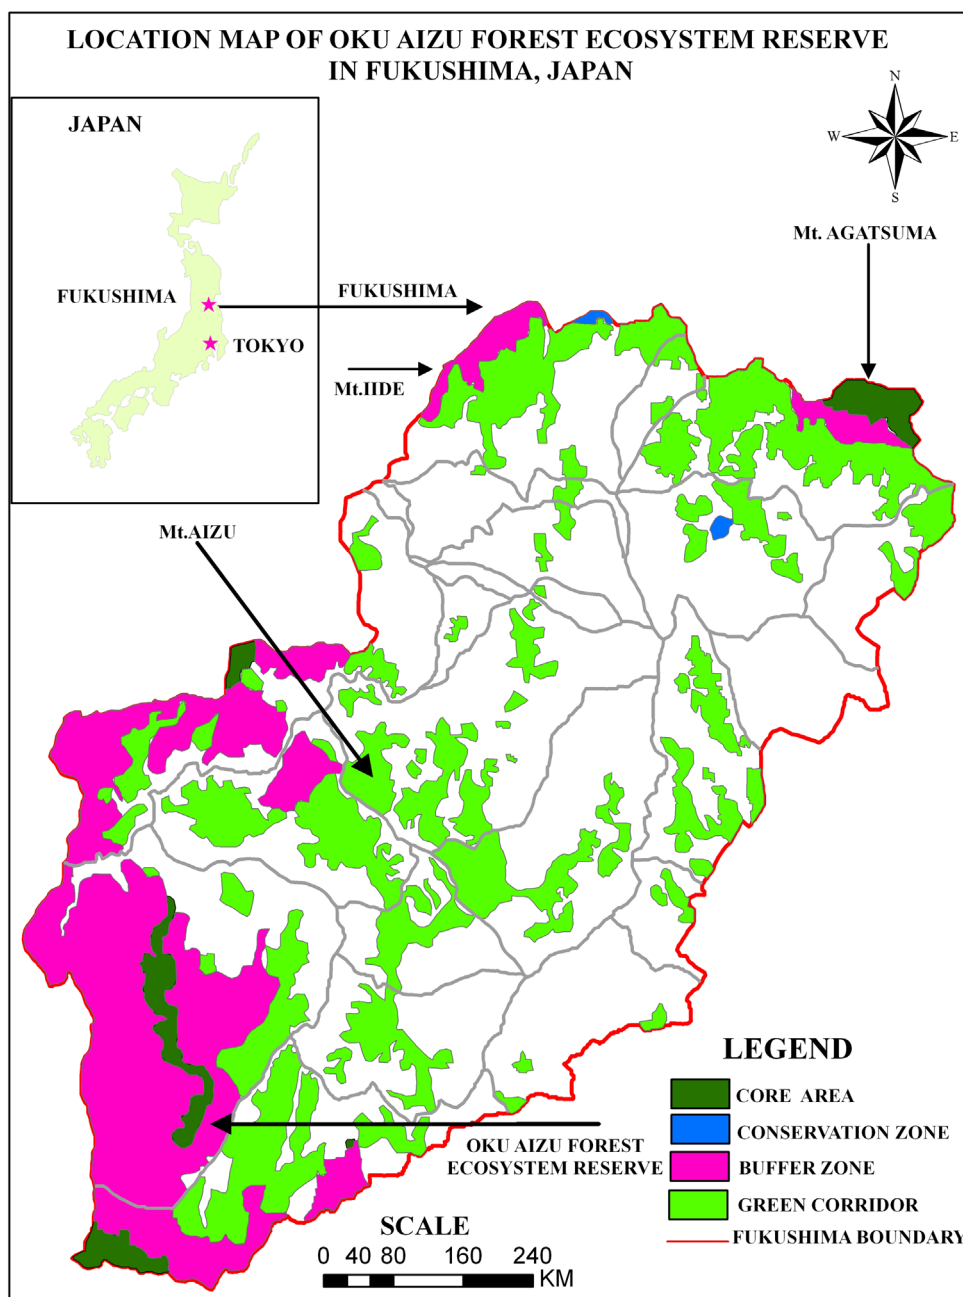 LOCATION MAP OF OKU AIZU FOREST ECOSYSTEM RESERVE
IN FUKUSHIMA, JAPAN
JAPAN
N
W
E
S
Mt. AGATSUMA
FUKUSHIMA
FUKUSHIMA
TOKYO
Mt.IIDE
Mt.AIZU
LEGEND
CORE AREA
CONSERVATION ZONE
BUFFER ZONE
GREEN CORRIDOR
FUKUSHIMA BOUNDARY
OKU AIZU FOREST
ECOSYSTEM RESERVE
SCALE
0 40 80 160 240
KM